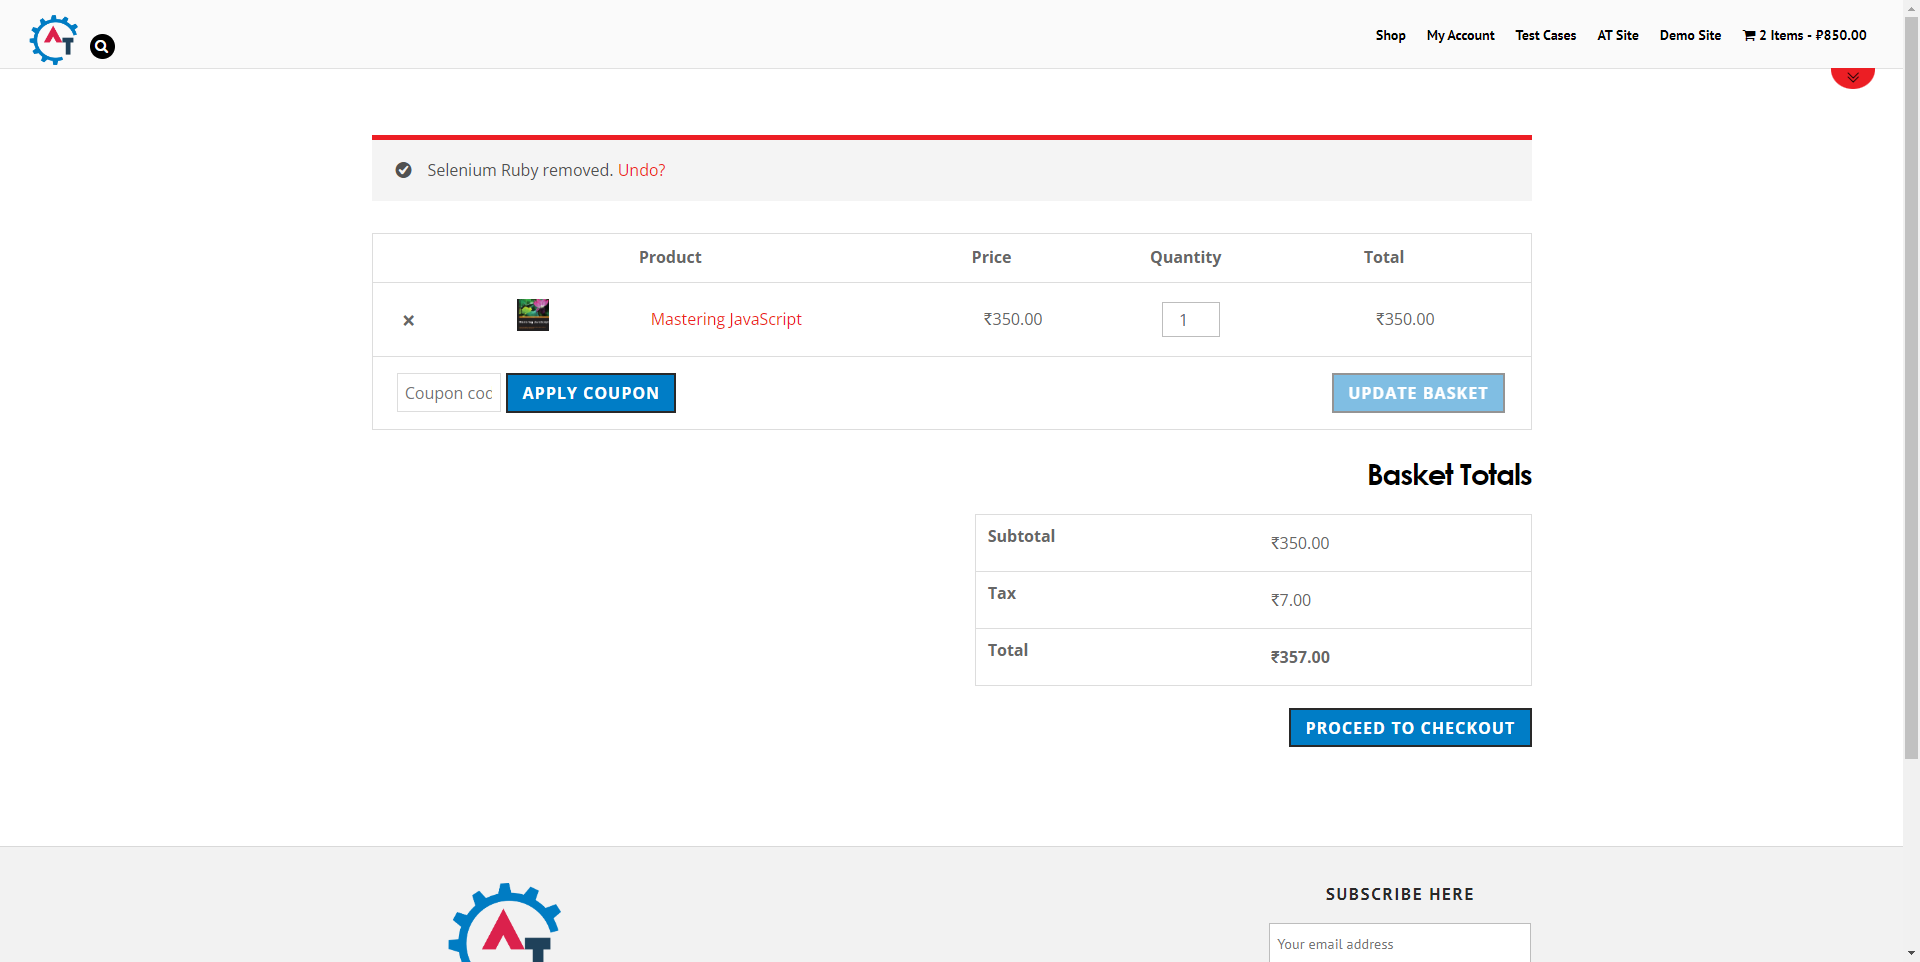 AT
Shop My Account Test Cases AT Site Demo Site 2 Items - ₽850.00
Selenium Ruby removed. Undo?
Product Price Quantity Total
× Mastering JavaScript ₹350.00 1 ₹350.00
Coupon coc APPLY COUPON UPDATE BASKET
Basket Totals
Subtotal ₹350.00
Tax ₹7.00
Total ₹357.00
PROCEED TO CHECKOUT
AT
SUBSCRIBE HERE
Your email address